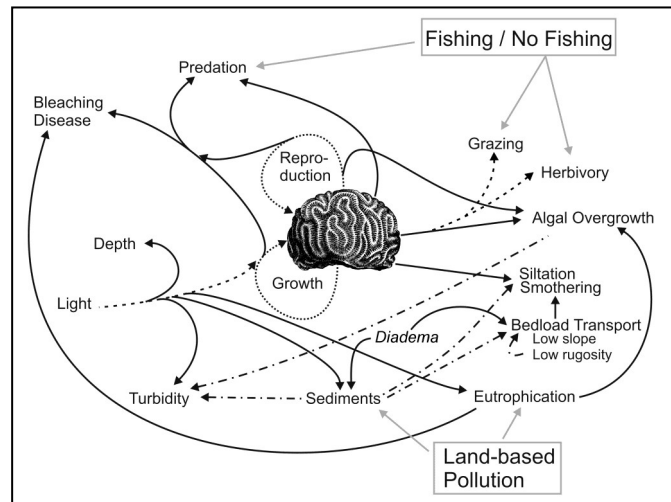 Fishing / No Fishing
Predation
Bleaching
Disease
Grazing
Repro-
duction
Herbivory
Algal Overgrowth
Depth
Growth
Siltation
Smothering
Light
Diadema
Bedload Transport
Low slope
Low rugosity
Turbidity
Sediments
Eutrophication
Land-based
Pollution